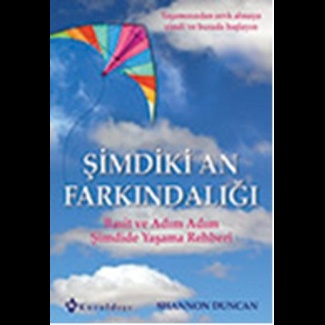 Yaşamınızdan zevk almaya
şimdi ve burada başlayın
ŞİMDİKİ AN
FARKINDALIĞI
Basit ve Adım Adım
Şimdide Yaşama Rehberi
Kuraldışı
SHANNON DUNCAN